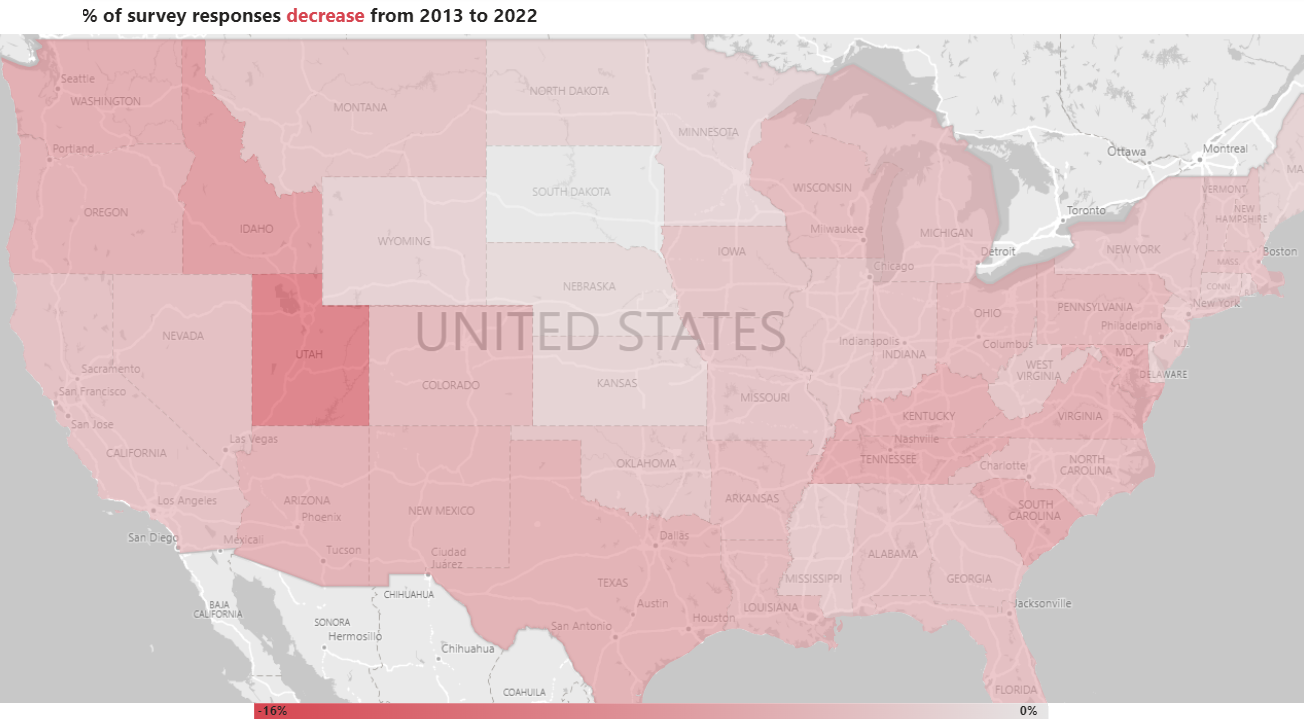 % of survey responses decrease from 2013 to 2022
Seattle
WASHINGTON
MONTANA
NORTH DAKOTA
MINNESOTA
Ottawa
Montreal
MA
Portland
OREGON
IDAHO
WYOMING
SOUTH DAKOTA
WISCONSIN
Milwaukee
MICHIGAN
Detroit
Toronto
VERMONT
NEW
HAMPSHIRE
NEW YORK
MASS.
Boston
CONN
R.I.
New York
IOWA
Chicago
NEBRASKA
UNITED STATES
NEVADA
UTAH
COLORADO
KANSAS
MISSOURI
Indianapolis
INDIANA
OHIO
Columbus
PENNSYLVANIA
Philadelphia
N.J.
MD.
DELAWARE
WEST
VIRGINIA
VIRGINIA
KENTUCKY
Sacramento
San Francisco
San Jose
CALIFORNIA
Las Vegas
Los Angeles
San Diego
Mexicali
ARIZONA
Phoenix
Tucson
NEW MEXICO
Ciudad
Juárez
OKLAHOMA
ARKANSAS
Nashville
TENNESSEE
Charlotte
NORTH
CAROLINA
SOUTH
CAROLINA
Dallas
TEXAS
Austin
San Antonio
Houston
LOUISIANA
MISSISSIPPI
ALABAMA
GEORGIA
Jacksonville
FLORIDA
BAJA
CALIFORNIA
SONORA
Hermosillo
CHIHUAHUA
Chihuahua
COAHUILA
-16%
0%